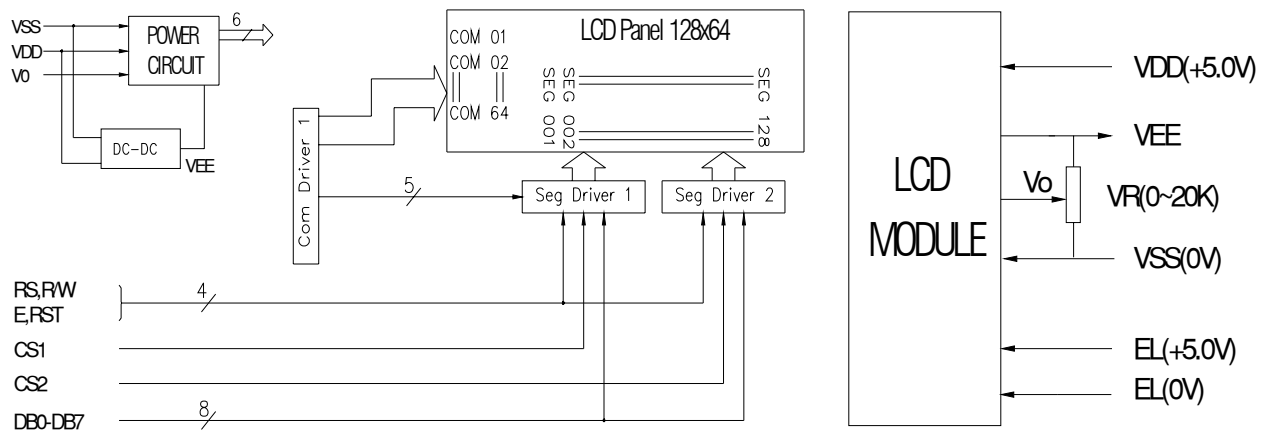 VSS
VDD
V0
POWER
CIRCUIT
6
DC-DC
VEE
LCD Panel 128x64
COM 01
COM 02
COM 64
SEG 001
SEG 002
SEG 128
Com Driver 1
5
Seg Driver 1
Seg Driver 2
RS,R/W
E,RST
4
CS1
CS2
DB0-DB7
8
LCD
MODULE
VDD(+5.0V)
VEE
Vo
VR(0~20K)
VSS(0V)
EL(+5.0V)
EL(0V)